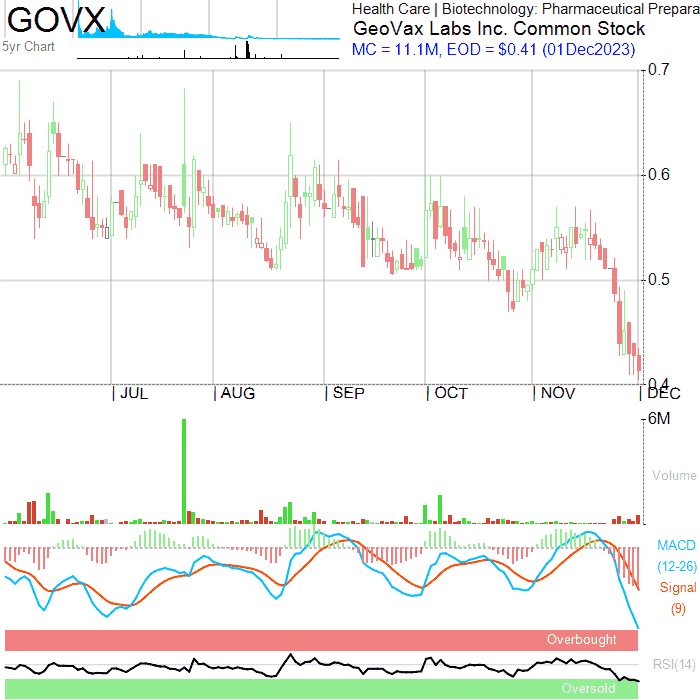 GOVX
5yr Chart
Health Care | Biotechnology: Pharmaceutical Prepara
GeoVax Labs Inc. Common Stock
MC = 11.1M, EOD = $0.41 (01Dec2023)
0.7
0.6
0.5
0.4
| JUL | AUG | SEP | OCT | NOV | DEC
6M
Volume
MACD
(12-26)
Signal
(9)
Overbought
RSI(14)
Oversold